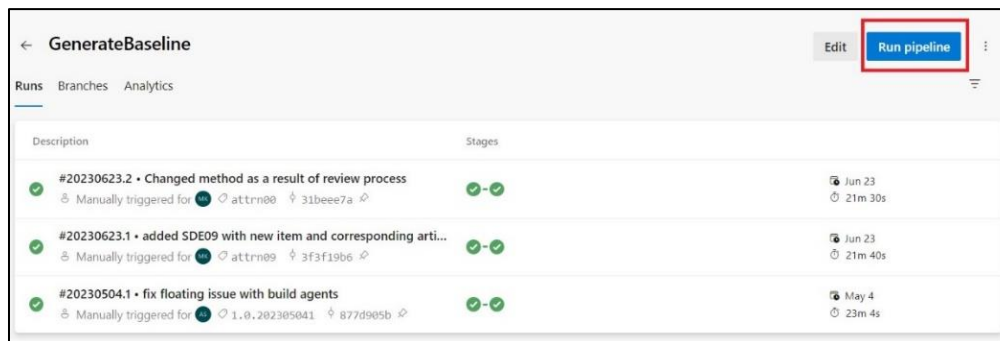 GenerateBaseline
Edit
Run pipeline
Runs Branches Analytics
Description Stages
#20230623.2 • Changed method as a result of review process
Jun 23
Manually triggered for MK attrn00 31beee7a
21m 30s
#20230623.1 • added SDE09 with new item and corresponding arti...
Jun 23
Manually triggered for MK attrn09 3f3f19b6
21m 40s
#20230504.1 • fix floating issue with build agents
May 4
Manually triggered for AS 1.0.202305041 877d905b
23m 4s